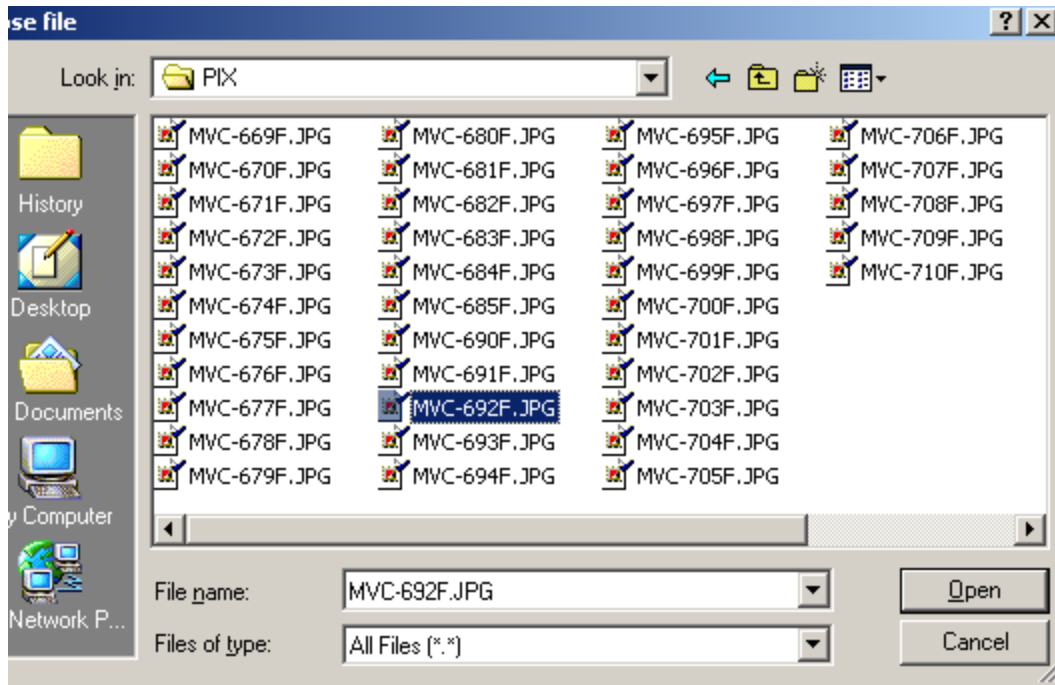 se file
Look in: PIX
History
Desktop
Documents
y Computer
Network P...
MVC-669F.JPG
MVC-670F.JPG
MVC-671F.JPG
MVC-672F.JPG
MVC-673F.JPG
MVC-674F.JPG
MVC-675F.JPG
MVC-676F.JPG
MVC-677F.JPG
MVC-678F.JPG
MVC-679F.JPG
MVC-680F.JPG
MVC-681F.JPG
MVC-682F.JPG
MVC-683F.JPG
MVC-684F.JPG
MVC-685F.JPG
MVC-690F.JPG
MVC-691F.JPG
MVC-692F.JPG
MVC-693F.JPG
MVC-694F.JPG
MVC-695F.JPG
MVC-696F.JPG
MVC-697F.JPG
MVC-698F.JPG
MVC-699F.JPG
MVC-700F.JPG
MVC-701F.JPG
MVC-702F.JPG
MVC-703F.JPG
MVC-704F.JPG
MVC-705F.JPG
MVC-706F.JPG
MVC-707F.JPG
MVC-708F.JPG
MVC-709F.JPG
MVC-710F.JPG
File name: MVC-692F.JPG Open
Files of type: All Files (*.*) Cancel